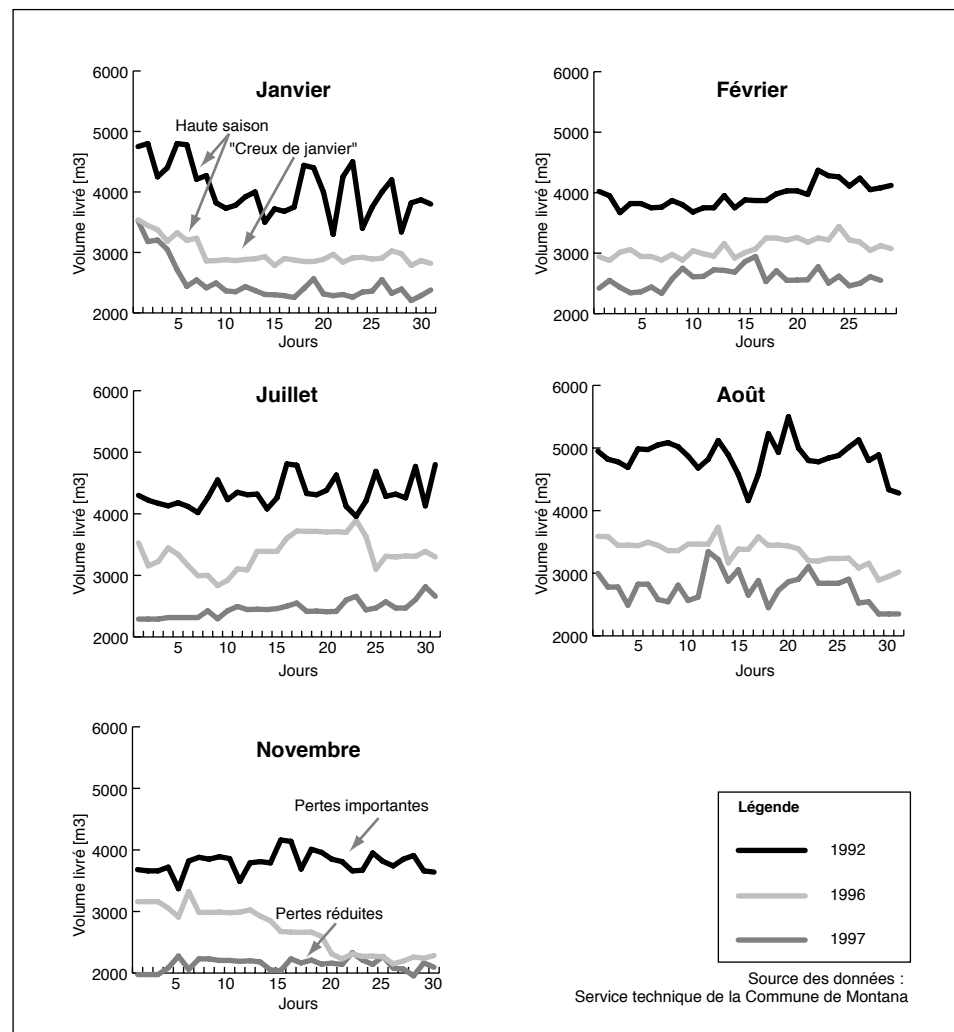 Janvier
6000
5000
4000
3000
2000
Volume livré [m3]
Haute saison
"Creux de janvier"
5 10 15 20 25 30
Jours
Février
6000
5000
4000
3000
2000
Volume livré [m3]
5 10 15 20 25
Jours
Juillet
6000
5000
4000
3000
2000
Volume livré [m3]
5 10 15 20 25 30
Jours
Août
6000
5000
4000
3000
2000
Volume livré [m3]
5 10 15 20 25 30
Jours
Novembre
6000
5000
4000
3000
2000
Volume livré [m3]
Pertes importantes
Pertes réduites
5 10 15 20 25 30
Jours
Légende
1992
1996
1997
Source des données :
Service technique de la Commune de Montana